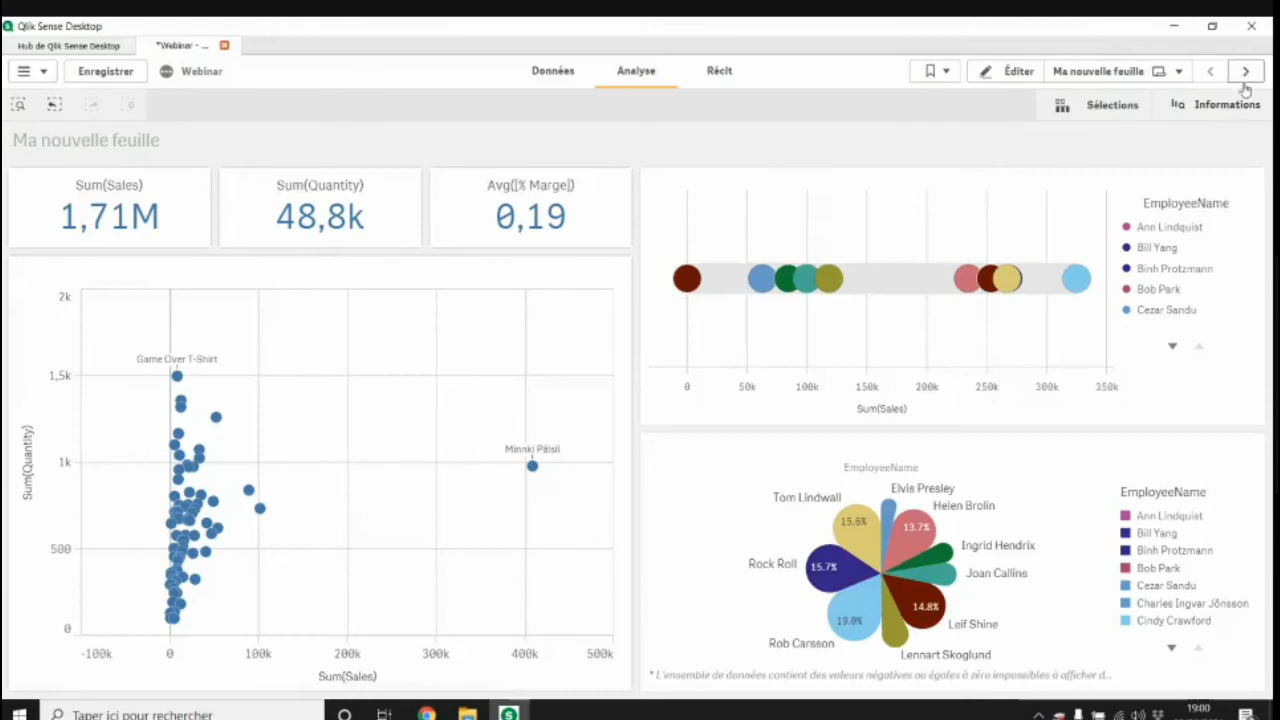 Qlik Sense Desktop
Hub de Qlik Sense Desktop
*Webinar - ...
Enregistrer
Webinar
Données
Analyse
Récit
Éditer
Ma nouvelle feuille
Sélections
Informations
Ma nouvelle feuille
Sum(Sales)
1,71M
Sum(Quantity)
48,8k
Avg([% Marge])
0,19
2k
1,5k
1k
500
0
Sum(Quantity)
Game Over T-Shirt
Minnki Pälsii
-100k
0
100k
200k
300k
400k
500k
Sum(Sales)
0
50k
100k
150k
200k
250k
300k
350k
Sum(Sales)
EmployeeName
Ann Lindquist
Bill Yang
Binh Protzmann
Bob Park
Cezar Sandu
EmployeeName
Elvis Presley
Helen Brolin
Ingrid Hendrix
Joan Callins
Leif Shine
Lennart Skoglund
Rob Carsson
Rock Roll
Tom Lindwall
15.6%
13.7%
15.7%
14.8%
19.0%
* L'ensemble de données contient des valeurs négatives ou égales à zéro impossibles à afficher d...
EmployeeName
Ann Lindquist
Bill Yang
Binh Protzmann
Bob Park
Cezar Sandu
Charles Ingvar Jönsson
Cindy Crawford
Taper ici pour rechercher
19:00